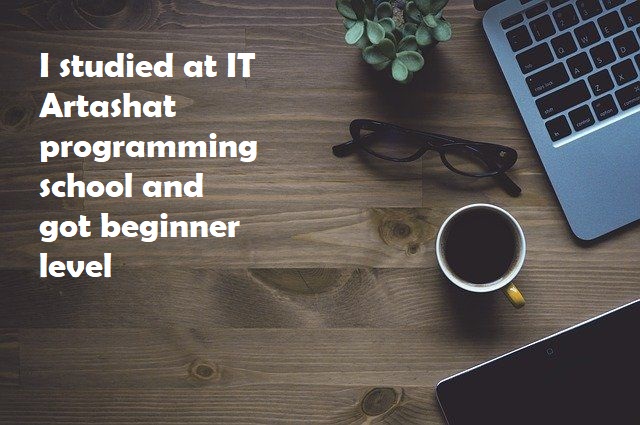 I studied at IT
Artashat
programming
school and
got beginner
level